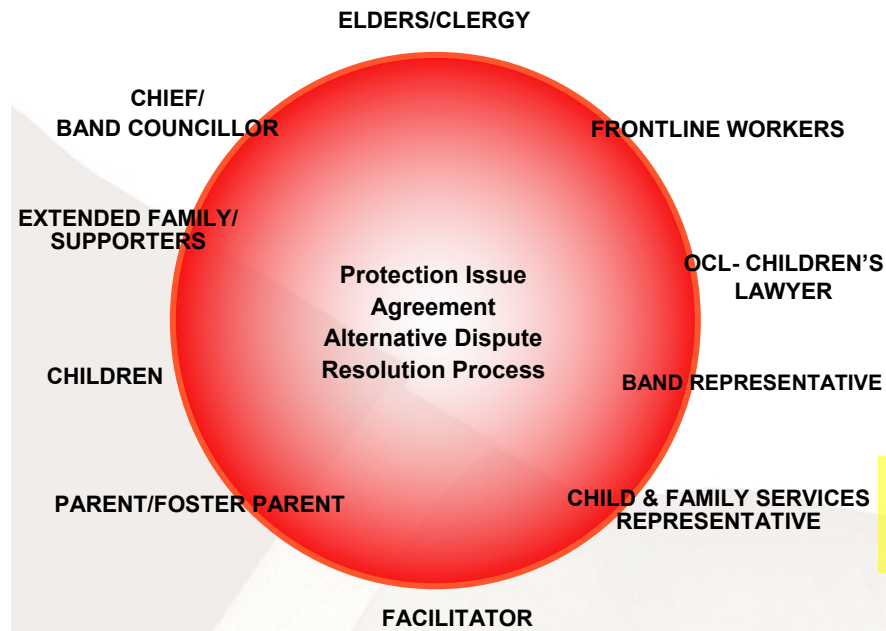 ELDERS/CLERGY
CHIEF/
BAND COUNCILLOR
FRONTLINE WORKERS
EXTENDED FAMILY/
SUPPORTERS
OCL- CHILDREN'S
LAWYER
Protection Issue
Agreement
Alternative Dispute
Resolution Process
CHILDREN
BAND REPRESENTATIVE
PARENT/FOSTER PARENT
CHILD & FAMILY SERVICES
REPRESENTATIVE
FACILITATOR